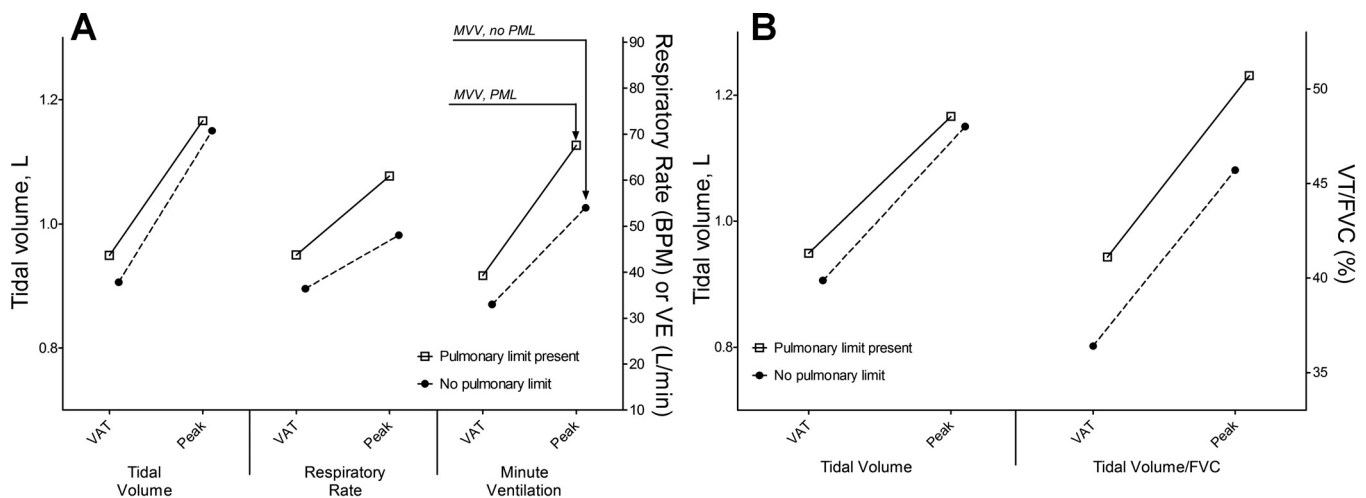 A
Tidal volume, L
1.2
1.0
0.8
MVV, no PML
MVV, PML
Pulmonary limit present
No pulmonary limit
90
80
70
60
50
40
30
20
10
Respiratory Rate (BPM) or VE (L/min)
VAT
Peak
VAT
Peak
VAT
Peak
Tidal
Volume
Respiratory
Rate
Minute
Ventilation
B
Tidal volume, L
1.2
1.0
0.8
Pulmonary limit present
No pulmonary limit
50
45
40
35
VT/FVC (%)
VAT
Peak
VAT
Peak
Tidal Volume
Tidal Volume/FVC